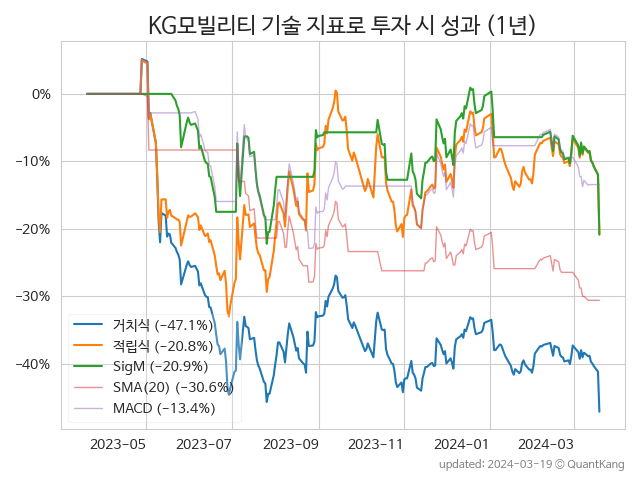 KG모빌리티 기술 지표로 투자 시 성과 (1년)
0%
−10%
−20%
−30%
−40%
거치식 (−47.1%)
적립식 (−20.8%)
SigM (−20.9%)
SMA(20) (−30.6%)
MACD (−13.4%)
2023−05 2023−07 2023−09 2023−11 2024−01 2024−03
updated: 2024−03−19 © QuantKang